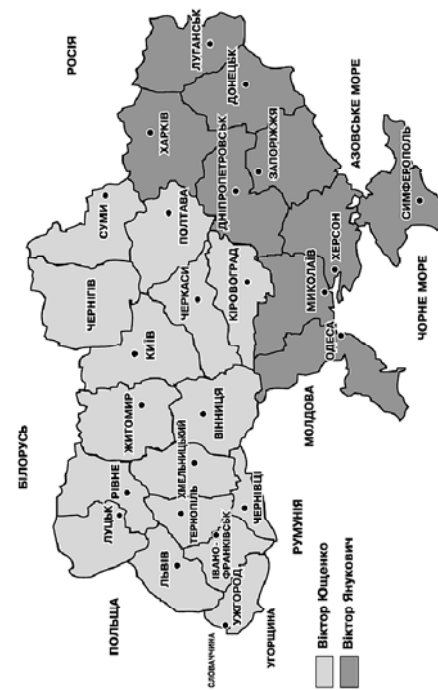 БІЛОРУСЬ
РОСІЯ
ПОЛЬЩА
СЛОВАЧЧИНА
УГОРЩИНА
РУМУНІЯ
МОЛДОВА
ЧОРНЕ МОРЕ
АЗОВСЬКЕ МОРЕ
ЛУЦЬК
РІВНЕ
ЖИТОМИР
КИЇВ
ЧЕРНІГІВ
СУМИ
ЛЬВІВ
ТЕРНОПІЛЬ
ХМЕЛЬНИЦЬКИЙ
ВІННИЦЯ
ЧЕРКАСИ
ПОЛТАВА
ХАРКІВ
ЛУГАНСЬК
УЖГОРОД
ІВАНО-
ФРАНКІВСЬК
ЧЕРНІВЦІ
КІРОВОГРАД
ДНІПРОПЕТРОВСЬК
ДОНЕЦЬК
ЗАПОРІЖЖЯ
ОДЕСА
МИКОЛАЇВ
ХЕРСОН
СИМФЕРОПОЛЬ
Віктор Ющенко
Віктор Янукович